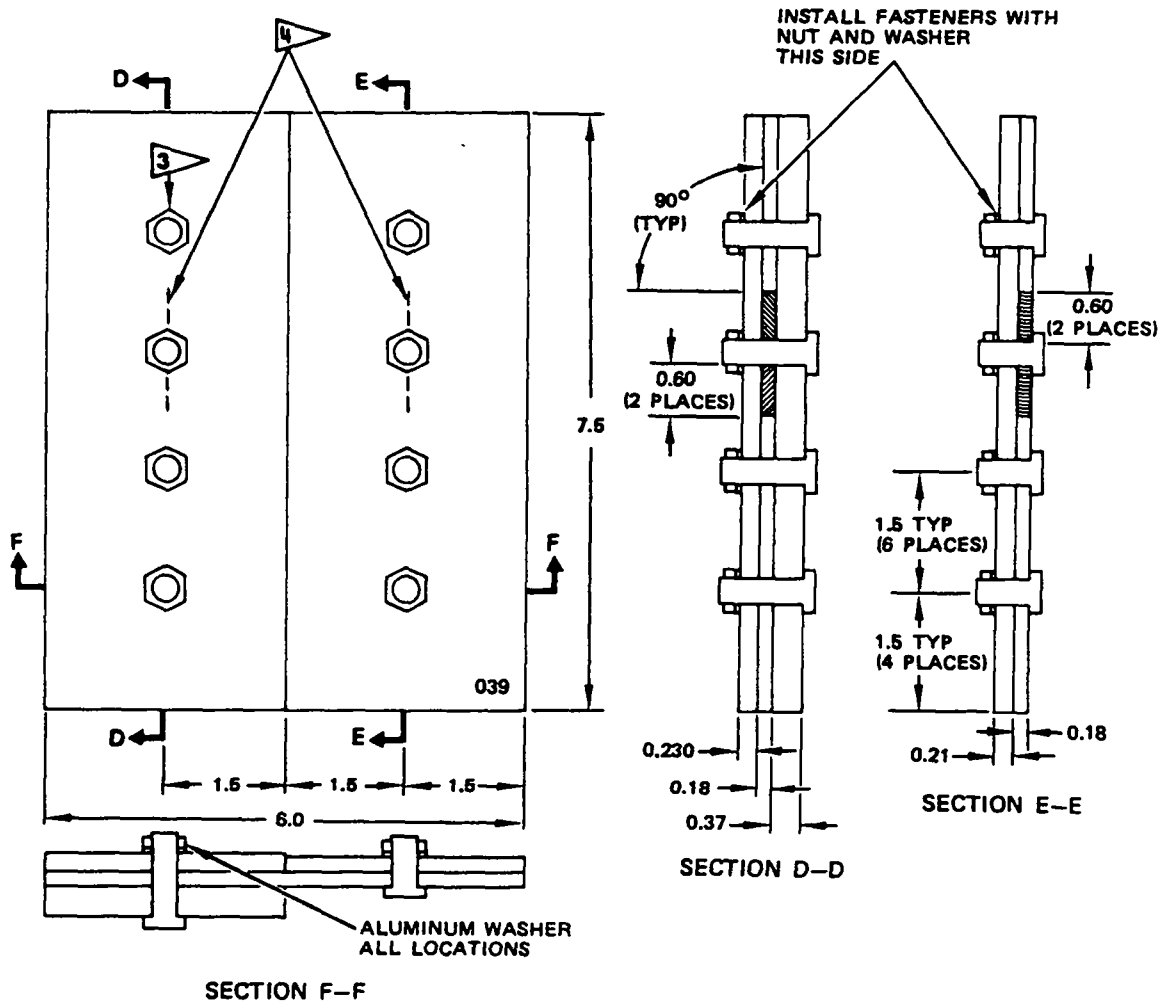 INSTALL FASTENERS WITH
NUT AND WASHER
THIS SIDE
4
D
E
3
90°
(TYP)
0.60
(2 PLACES)
0.60
(2 PLACES)
7.5
1.5 TYP
(6 PLACES)
F
F
1.5 TYP
(4 PLACES)
039
D
E
0.230
0.18
0.21
0.18
0.37
1.5
1.5
1.5
6.0
SECTION E–E
SECTION D–D
ALUMINUM WASHER
ALL LOCATIONS
SECTION F–F